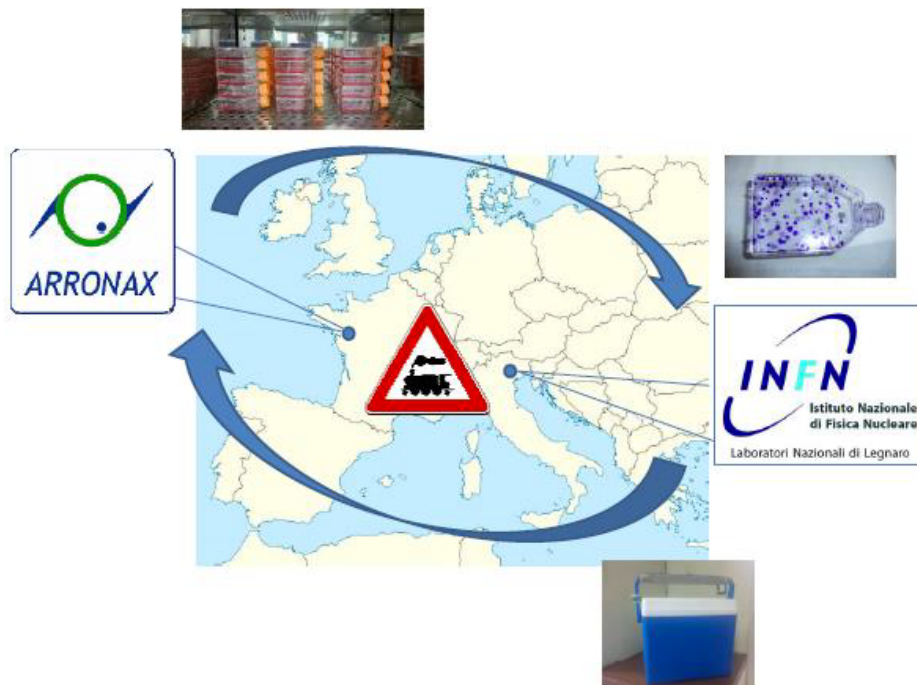 ARRONAX
INFN
Istituto Nazionale
di Fisica Nucleare
Laboratori Nazionali di Legnaro